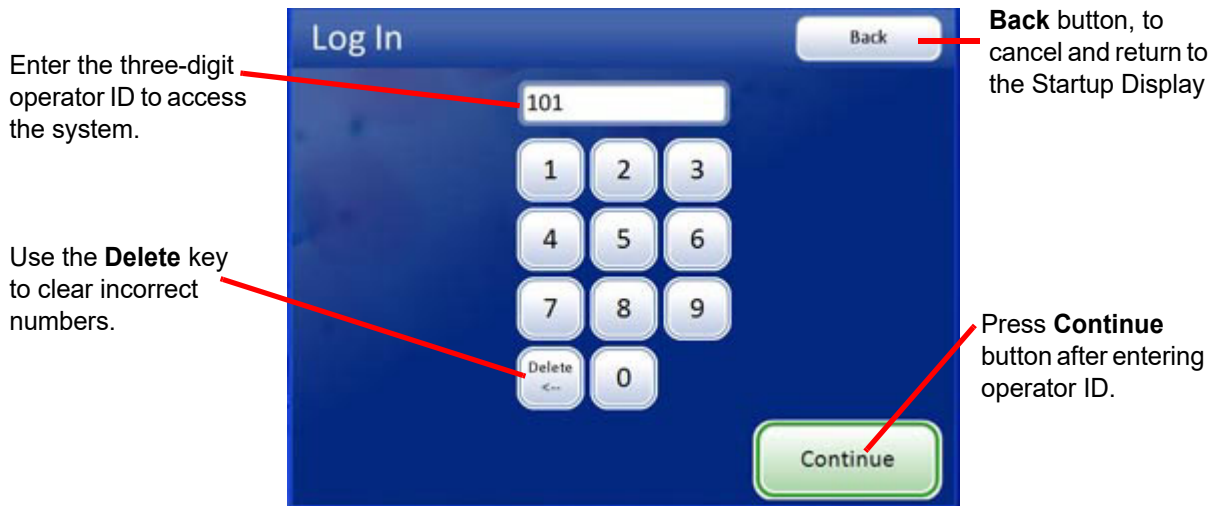 Log In
Back
Back button, to
cancel and return to
the Startup Display
Enter the three-digit
operator ID to access
the system.
101
1 2 3
4 5 6
Use the Delete key
to clear incorrect
numbers.
7 8 9
Delete
<--
0
Press Continue
button after entering
operator ID.
Continue